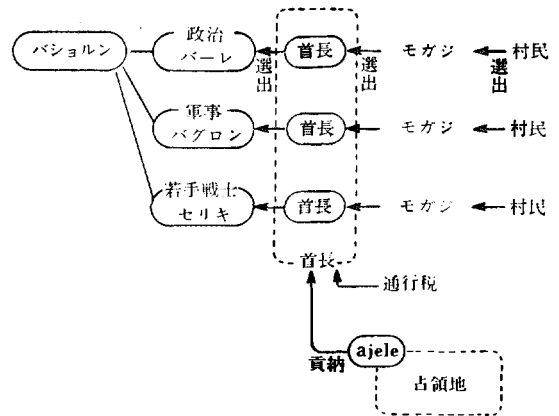 バショルン
政治
バーレ
首長
モガジ
村民
選出
選出
選出
軍事
バグロン
首長
モガジ
村民
若手戦士
セリキ
首長
モガジ
村民
首長
通行税
ajele
貢納
占領地